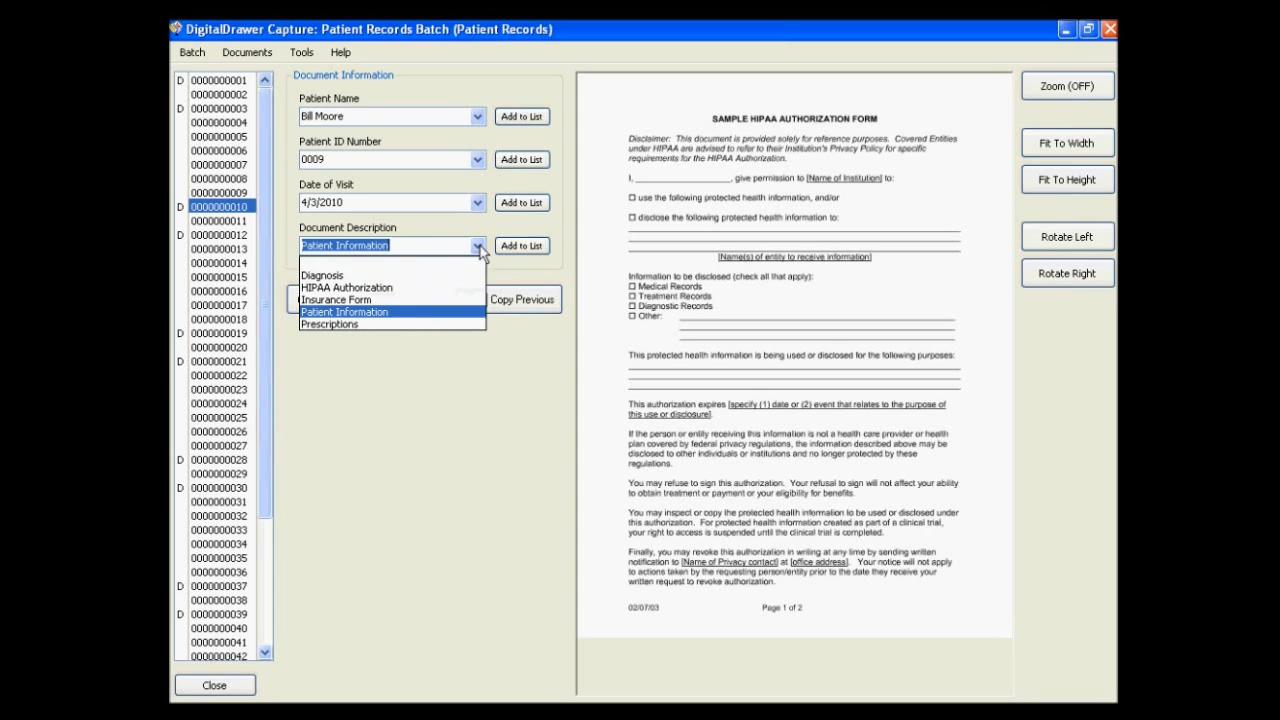 DigitalDrawer Capture: Patient Records Batch (Patient Records)
Batch Documents Tools Help
D 0000000001
0000000002
D 0000000003
0000000004
0000000005
0000000006
0000000007
0000000008
0000000009
D 0000000010
0000000011
D 0000000012
0000000013
0000000014
0000000015
0000000016
0000000017
0000000018
D 0000000019
0000000020
D 0000000021
0000000022
0000000023
0000000024
0000000025
0000000026
0000000027
D 0000000028
0000000029
D 0000000030
0000000031
0000000032
0000000033
0000000034
0000000035
0000000036
D 0000000037
0000000038
D 0000000039
0000000040
0000000041
0000000042
Close
Document Information
Patient Name
Bill Moore Add to List
Patient ID Number
0009 Add to List
Date of Visit
4/3/2010 Add to List
Document Description
Patient Information Add to List
Diagnosis
HIPAA Authorization
Insurance Form
Patient Information
Prescriptions
Copy Previous
SAMPLE HIPAA AUTHORIZATION FORM
Disclaimer: This document is provided solely for reference purposes. Covered Entities
under HIPAA are advised to refer to their Institution's Privacy Policy for specific
requirements for the HIPAA Authorization.
I, ____________________, give permission to [Name of Institution] to:
☐ use the following protected health information, and/or
☐ disclose the following protected health information to:
[Name(s) of entity to receive information]
Information to be disclosed (check all that apply):
☐ Medical Records
☐ Treatment Records
☐ Diagnostic Records
☐ Other:
This protected health information is being used or disclosed for the following purposes:
This authorization expires [specify (1) date or (2) event that relates to the purpose of
this use or disclosure].
If the person or entity receiving this information is not a health care provider or health
plan covered by federal privacy regulations, the information described above may be
disclosed to other individuals or institutions and no longer protected by these
regulations.
You may refuse to sign this authorization. Your refusal to sign will not affect your ability
to obtain treatment or payment or your eligibility for benefits.
You may inspect or copy the protected health information to be used or disclosed under
this authorization. For protected health information created as part of a clinical trial,
your right to access is suspended until the clinical trial is completed.
Finally, you may revoke this authorization in writing at any time by sending written
notification to [Name of Privacy contact] at [office address]. Your notice will not apply
to actions taken by the requesting person/entity prior to the date they receive your
written request to revoke authorization.
02/07/03 Page 1 of 2
Zoom (OFF)
Fit To Width
Fit To Height
Rotate Left
Rotate Right